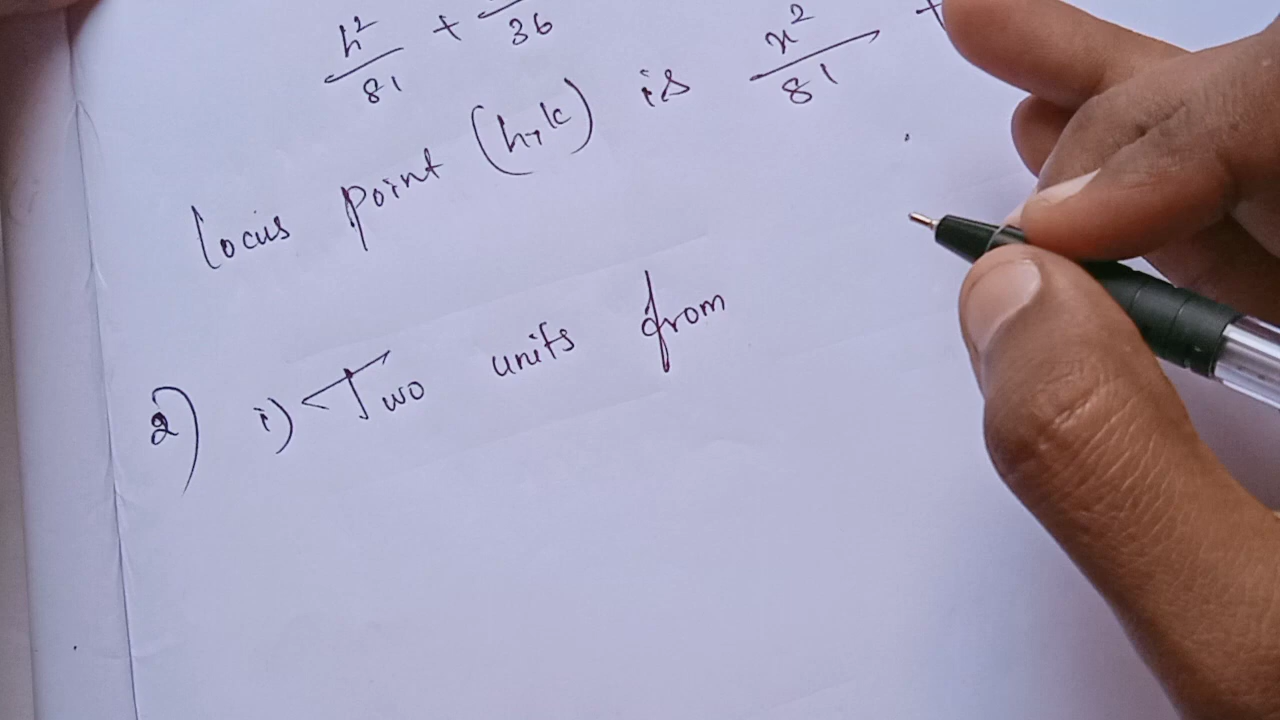 h²/81 + /36
locus point (h,k) is x²/81 +
2) i) Two units from